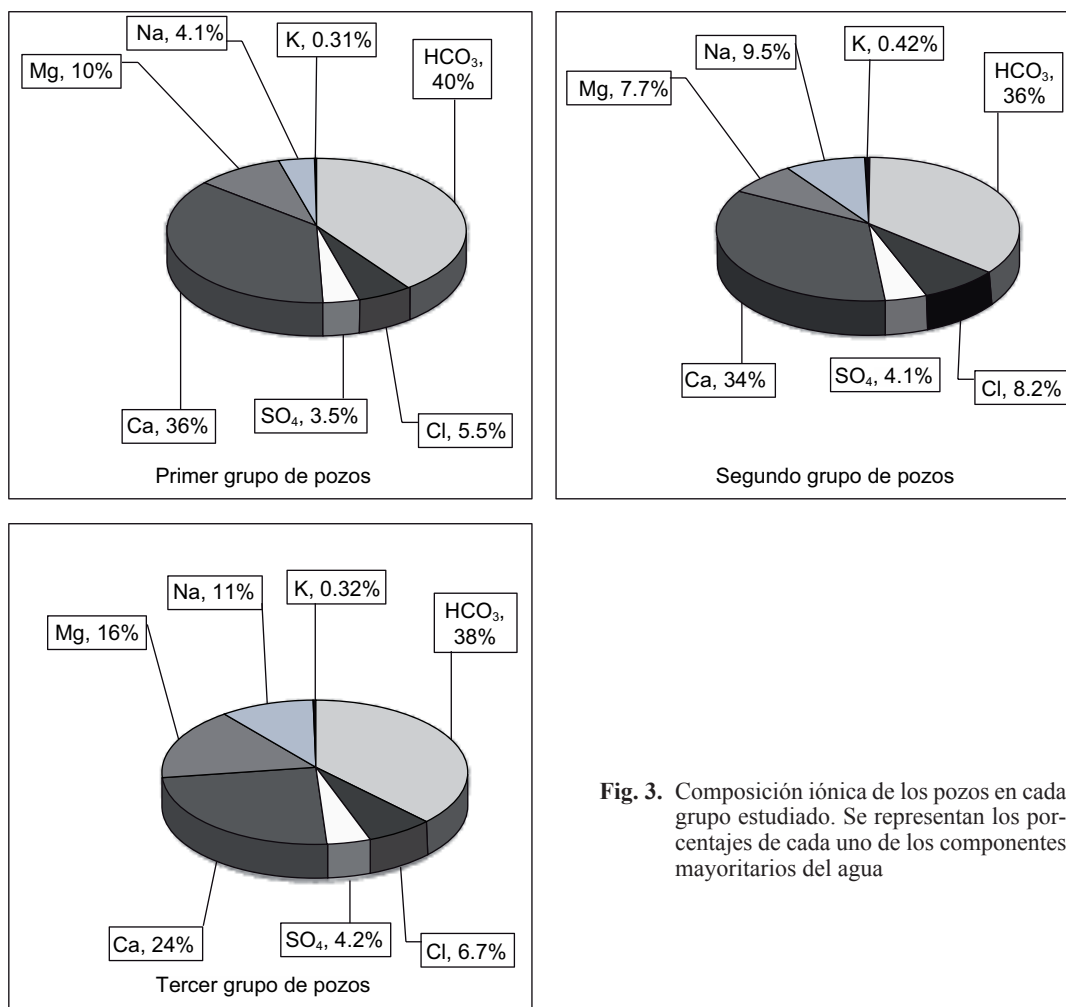 Na, 4.1%
K, 0.31%
HCO₃,
40%
Mg, 10%
Ca, 36%
SO₄, 3.5%
Cl, 5.5%
Primer grupo de pozos
Na, 9.5%
K, 0.42%
HCO₃,
36%
Mg, 7.7%
Ca, 34%
SO₄, 4.1%
Cl, 8.2%
Segundo grupo de pozos
Na, 11%
K, 0.32%
HCO₃,
38%
Mg, 16%
Ca, 24%
SO₄, 4.2%
Cl, 6.7%
Tercer grupo de pozos
Fig. 3. Composición iónica de los pozos en cada
grupo estudiado. Se representan los por-
centajes de cada uno de los componentes
mayoritarios del agua